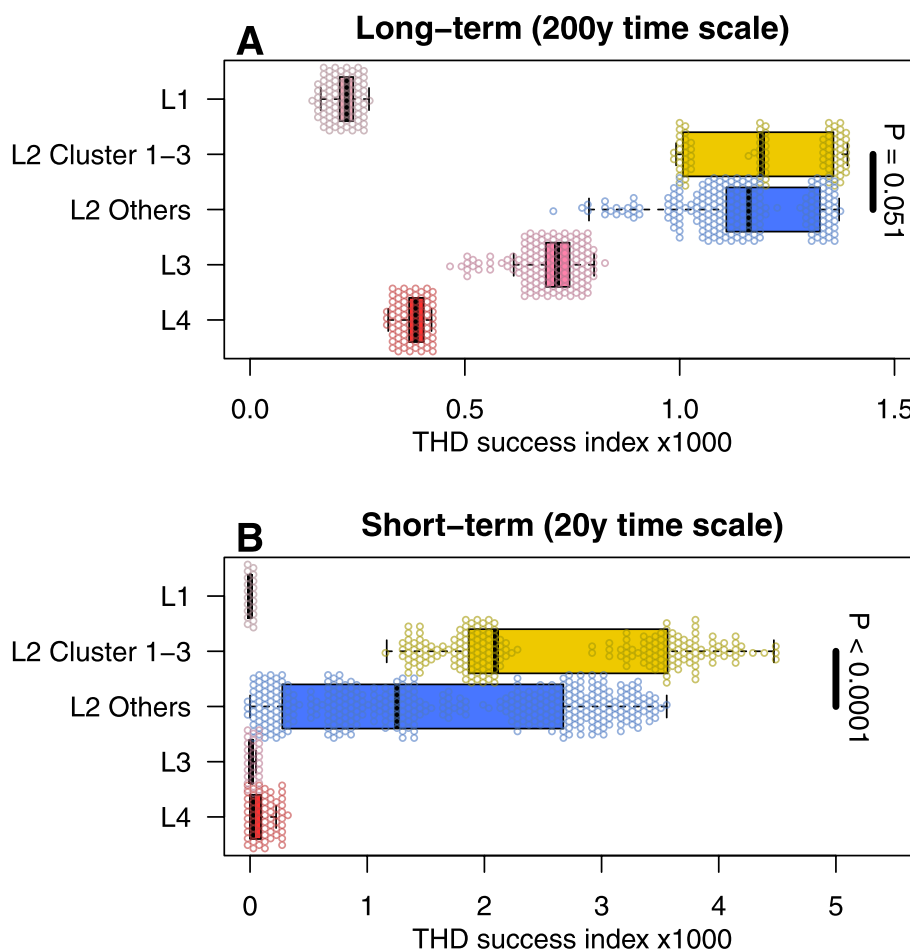 A
Long−term (200y time scale)
L1
L2 Cluster 1−3
L2 Others
L3
L4
P = 0.051
0.0 0.5 1.0 1.5
THD success index x1000
B
Short−term (20y time scale)
L1
L2 Cluster 1−3
L2 Others
L3
L4
P < 0.0001
0 1 2 3 4 5
THD success index x1000